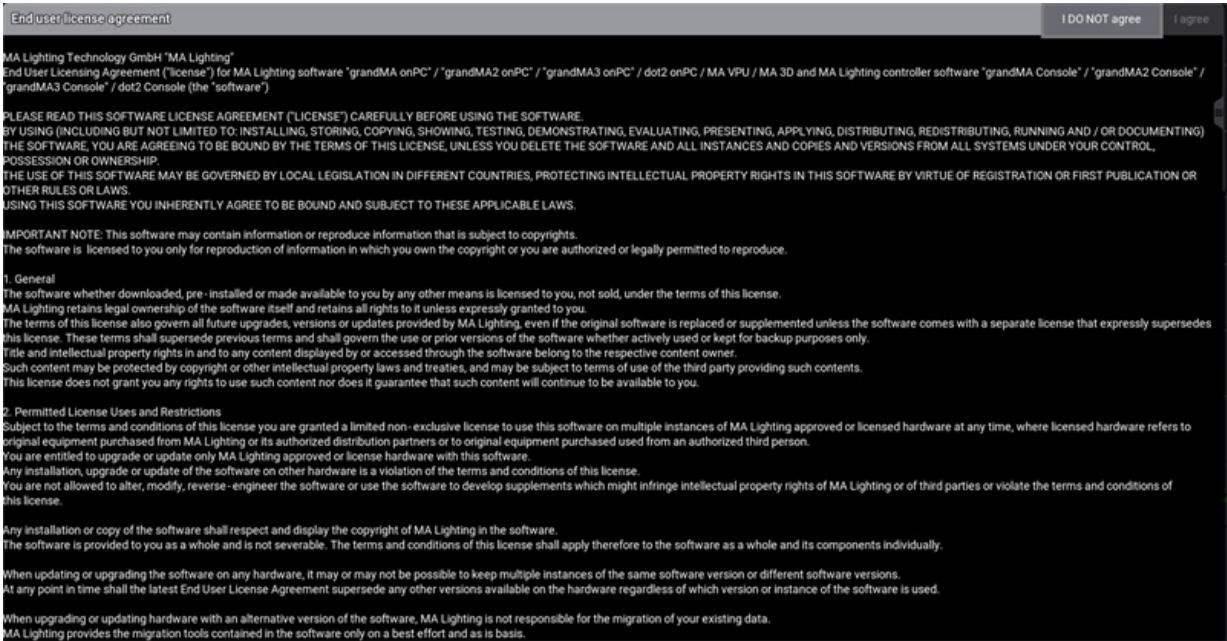 End user license agreement
I DO NOT agree
I agree
MA Lighting Technology GmbH "MA Lighting"
End User Licensing Agreement ("license") for MA Lighting software "grandMA onPC" / "grandMA2 onPC" / "grandMA3 onPC" / dot2 onPC / MA VPU / MA 3D and MA Lighting controller software "grandMA Console" / "grandMA2 Console" /
"grandMA3 Console" / dot2 Console (the "software")
PLEASE READ THIS SOFTWARE LICENSE AGREEMENT ("LICENSE") CAREFULLY BEFORE USING THE SOFTWARE.
BY USING (INCLUDING BUT NOT LIMITED TO: INSTALLING, STORING, COPYING, SHOWING, TESTING, DEMONSTRATING, EVALUATING, PRESENTING, APPLYING, DISTRIBUTING, REDISTRIBUTING, RUNNING AND / OR DOCUMENTING)
THE SOFTWARE, YOU ARE AGREEING TO BE BOUND BY THE TERMS OF THIS LICENSE, UNLESS YOU DELETE THE SOFTWARE AND ALL INSTANCES AND COPIES AND VERSIONS FROM ALL SYSTEMS UNDER YOUR CONTROL,
POSSESSION OR OWNERSHIP.
THE USE OF THIS SOFTWARE MAY BE GOVERNED BY LOCAL LEGISLATION IN DIFFERENT COUNTRIES, PROTECTING INTELLECTUAL PROPERTY RIGHTS IN THIS SOFTWARE BY VIRTUE OF REGISTRATION OR FIRST PUBLICATION OR
OTHER RULES OR LAWS.
USING THIS SOFTWARE YOU INHERENTLY AGREE TO BE BOUND AND SUBJECT TO THESE APPLICABLE LAWS.
IMPORTANT NOTE: This software may contain information or reproduce information that is subject to copyrights.
The software is licensed to you only for reproduction of information in which you own the copyright or you are authorized or legally permitted to reproduce.
1. General
The software whether downloaded, pre-installed or made available to you by any other means is licensed to you, not sold, under the terms of this license.
MA Lighting retains legal ownership of the software itself and retains all rights to it unless expressly granted to you.
The terms of this license also govern all future upgrades, versions or updates provided by MA Lighting, even if the original software is replaced or supplemented unless the software comes with a separate license that expressly supersedes
this license. These terms shall supersede previous terms and shall govern the use or prior versions of the software whether actively used or kept for backup purposes only.
Title and intellectual property rights in and to any content displayed by or accessed through the software belong to the respective content owner.
Such content may be protected by copyright or other intellectual property laws and treaties, and may be subject to terms of use of the third party providing such contents.
This license does not grant you any rights to use such content nor does it guarantee that such content will continue to be available to you.
2. Permitted License Uses and Restrictions
Subject to the terms and conditions of this license you are granted a limited non-exclusive license to use this software on multiple instances of MA Lighting approved or licensed hardware at any time, where licensed hardware refers to
original equipment purchased from MA Lighting or its authorized distribution partners or to original equipment purchased used from an authorized third person.
You are entitled to upgrade or update only MA Lighting approved or license hardware with this software.
Any installation, upgrade or update of the software on other hardware is a violation of the terms and conditions of this license.
You are not allowed to alter, modify, reverse-engineer the software or use the software to develop supplements which might infringe intellectual property rights of MA Lighting or of third parties or violate the terms and conditions of
this license.
Any installation or copy of the software shall respect and display the copyright of MA Lighting in the software.
The software is provided to you as a whole and is not severable. The terms and conditions of this license shall apply therefore to the software as a whole and its components individually.
When updating or upgrading the software on any hardware, it may or may not be possible to keep multiple instances of the same software version or different software versions.
At any point in time shall the latest End User License Agreement supersede any other versions available on the hardware regardless of which version or instance of the software is used.
When upgrading or updating hardware with an alternative version of the software, MA Lighting is not responsible for the migration of your existing data.
MA Lighting provides the migration tools contained in the software only on a best effort and as is basis.